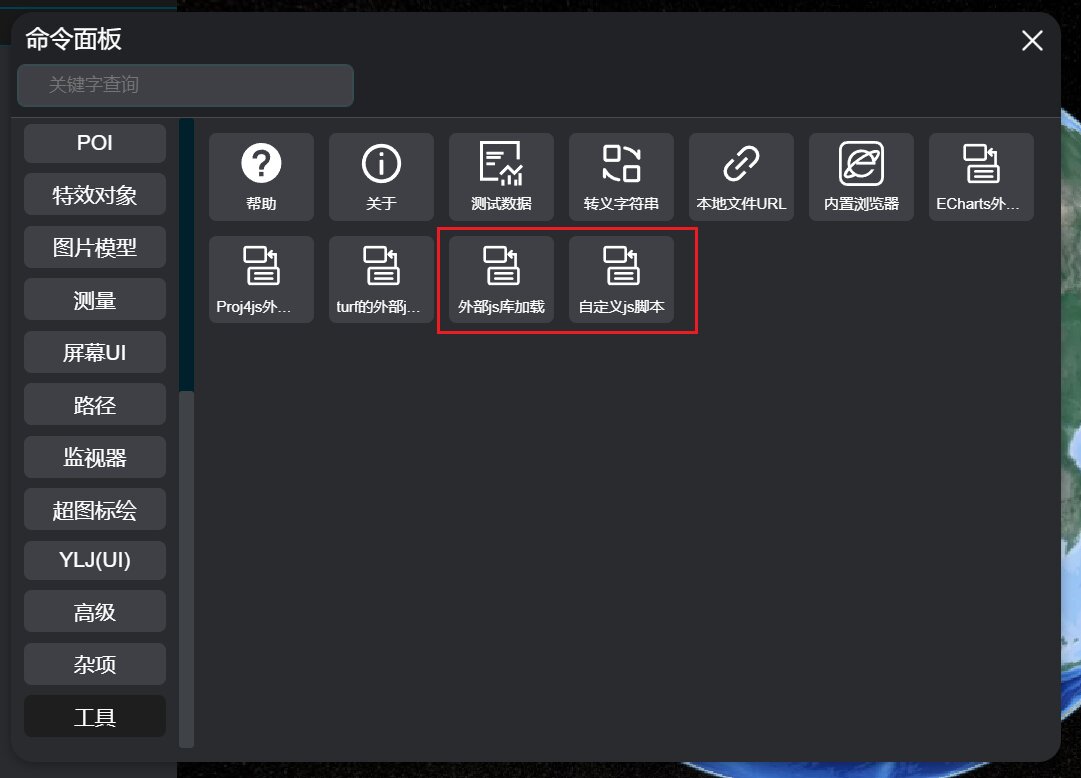 命令面板
关键字查询
POI
特效对象
图片模型
测量
屏幕UI
路径
监视器
超图标绘
YLJ(UI)
高级
杂项
工具
帮助
关于
测试数据
转义字符串
本地文件URL
内置浏览器
ECharts外...
Proj4js外...
turf的外部j...
外部js库加载
自定义js脚本